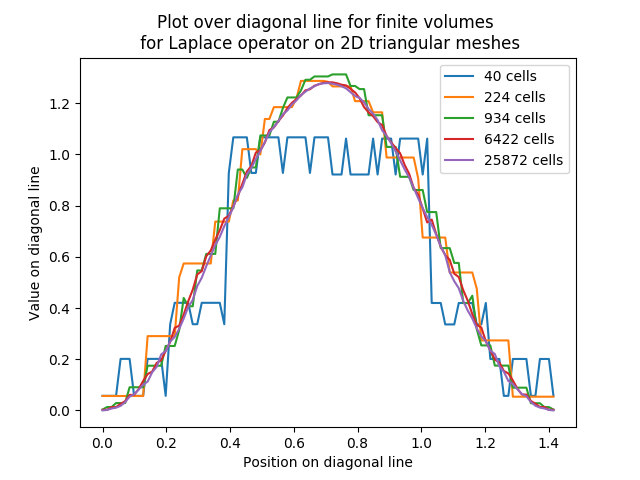 Plot over diagonal line for finite volumes
for Laplace operator on 2D triangular meshes
40 cells
224 cells
934 cells
6422 cells
25872 cells
Value on diagonal line
1.2
1.0
0.8
0.6
0.4
0.2
0.0
0.0 0.2 0.4 0.6 0.8 1.0 1.2 1.4
Position on diagonal line